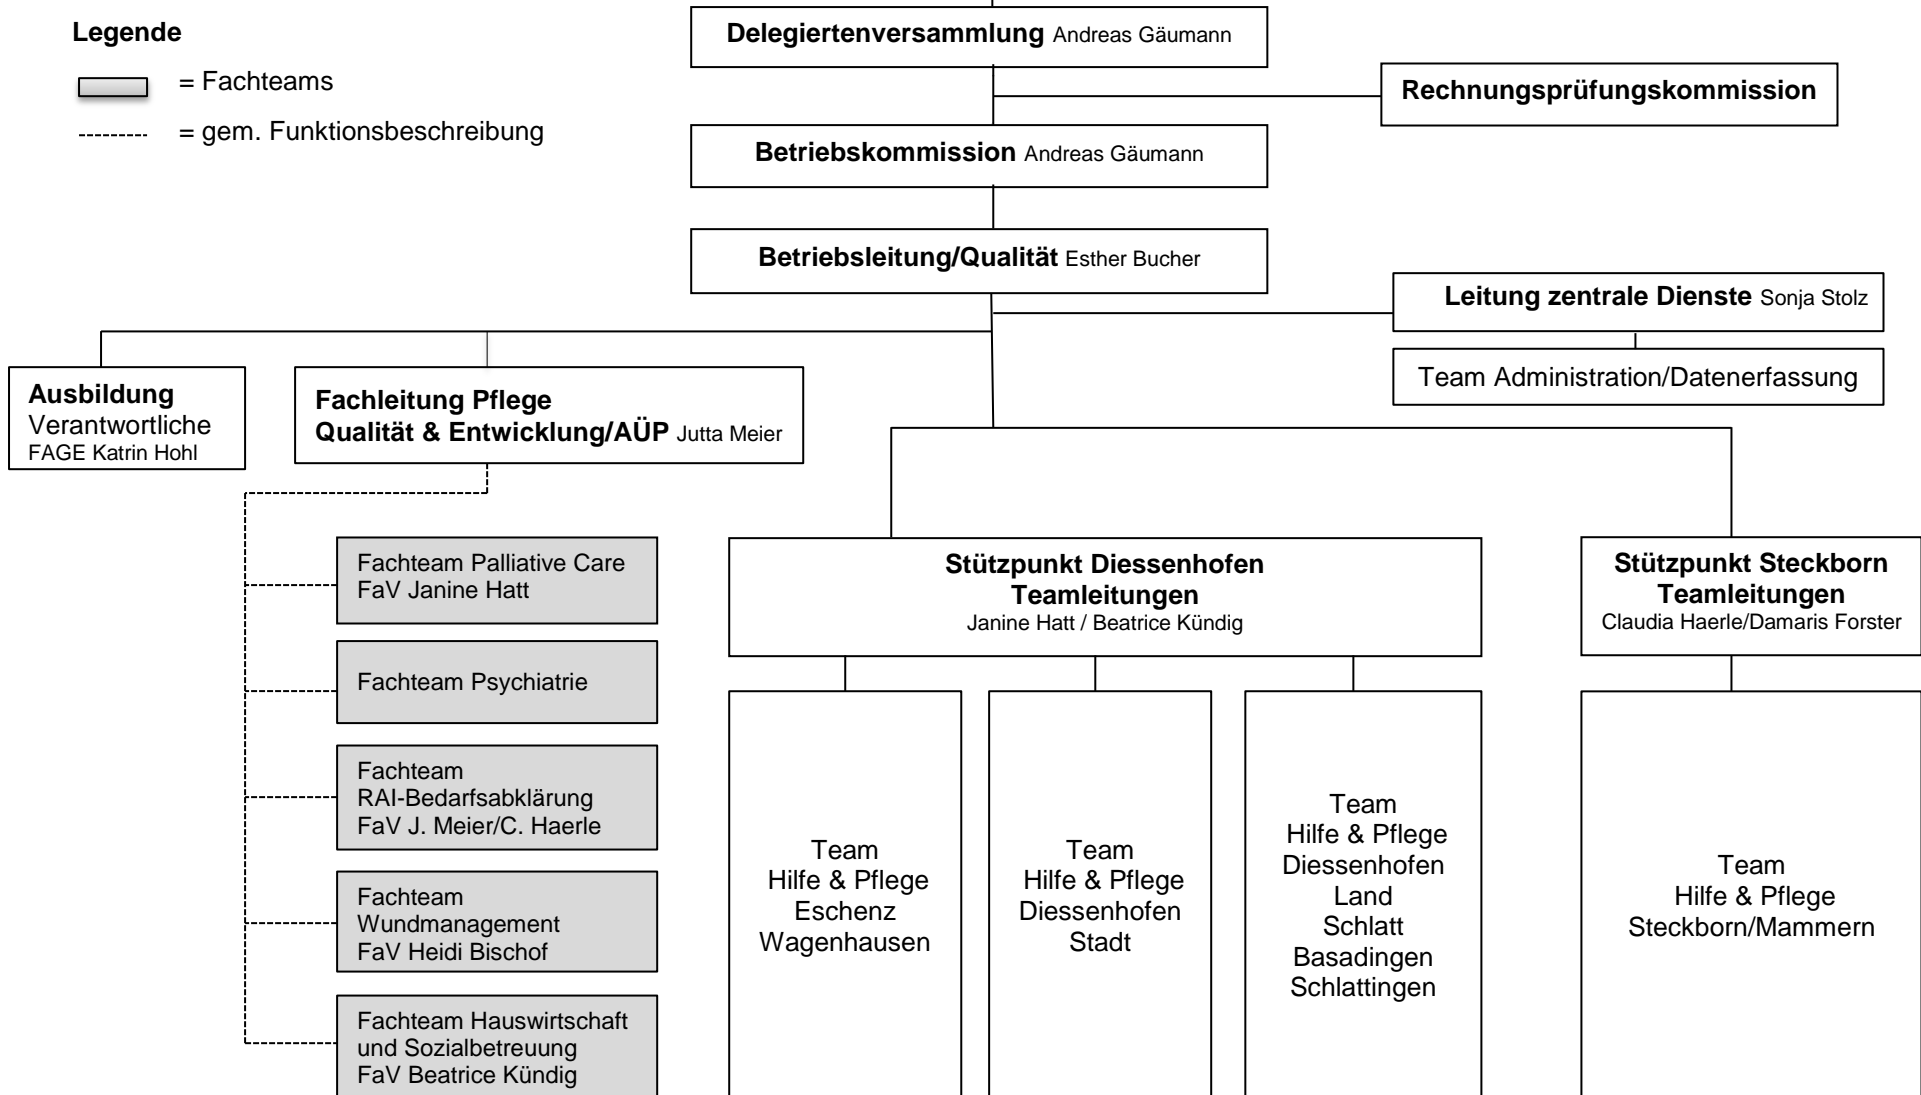 Legende
= Fachteams
= gem. Funktionsbeschreibung
Delegiertenversammlung Andreas Gäumann
Rechnungsprüfungskommission
Betriebskommission Andreas Gäumann
Betriebsleitung/Qualität Esther Bucher
Leitung zentrale Dienste Sonja Stolz
Team Administration/Datenerfassung
Ausbildung
Verantwortliche
FAGE Katrin Hohl
Fachleitung Pflege
Qualität & Entwicklung/AÜP Jutta Meier
Fachteam Palliative Care
FaV Janine Hatt
Fachteam Psychiatrie
Fachteam
RAI-Bedarfsabklärung
FaV J. Meier/C. Haerle
Fachteam
Wundmanagement
FaV Heidi Bischof
Fachteam Hauswirtschaft
und Sozialbetreuung
FaV Beatrice Kündig
Stützpunkt Diessenhofen
Teamleitungen
Janine Hatt / Beatrice Kündig
Team
Hilfe & Pflege
Eschenz
Wagenhausen
Team
Hilfe & Pflege
Diessenhofen
Stadt
Team
Hilfe & Pflege
Diessenhofen
Land
Schlatt
Basadingen
Schlattingen
Stützpunkt Steckborn
Teamleitungen
Claudia Haerle/Damaris Forster
Team
Hilfe & Pflege
Steckborn/Mammern